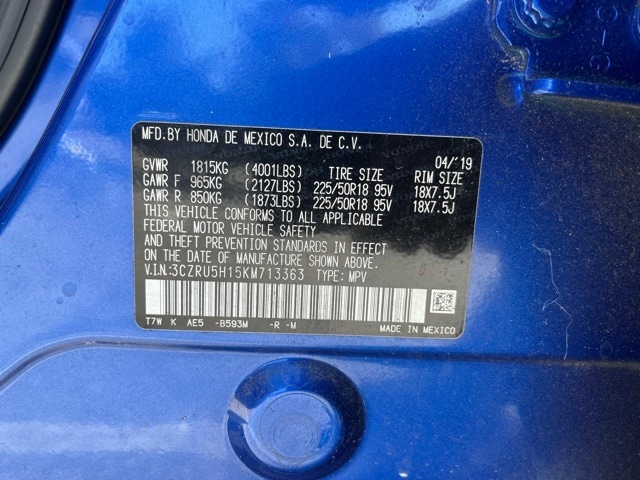 MFD.BY HONDA DE MEXICO S.A. DE C.V.
04/'19
GVWR 1815KG (4001LBS) TIRE SIZE RIM SIZE
GAWR F 965KG (2127LBS) 225/50R18 95V 18X7.5J
GAWR R 850KG (1873LBS) 225/50R18 95V 18X7.5J
THIS VEHICLE CONFORMS TO ALL APPLICABLE
FEDERAL MOTOR VEHICLE SAFETY
AND THEFT PREVENTION STANDARDS IN EFFECT
ON THE DATE OF MANUFACTURE SHOWN ABOVE.
V.I.N:3CZRU5H15KM713363 TYPE: MPV
T7W K AE5 -B593M -R -M MADE IN MEXICO